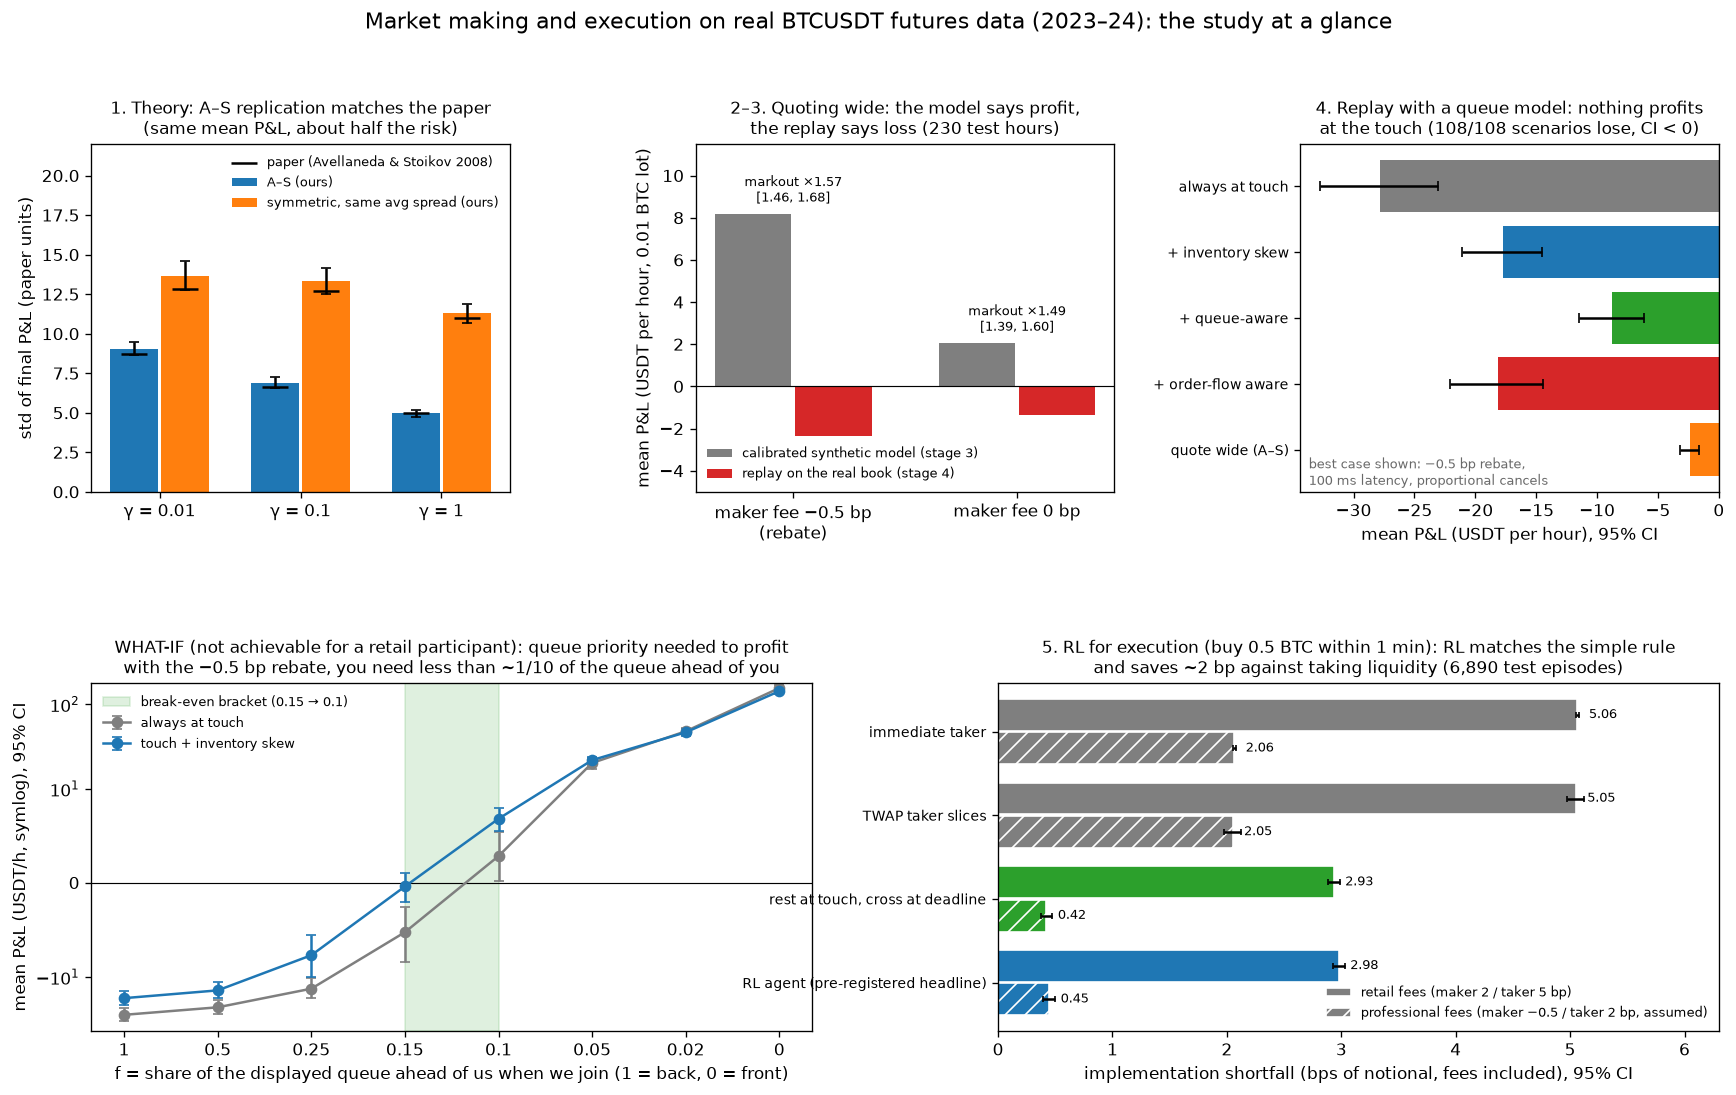 Market making and execution on real BTCUSDT futures data (2023–24): the study at a glance
1. Theory: A–S replication matches the paper
(same mean P&L, about half the risk)
std of final P&L (paper units)
20.0
17.5
15.0
12.5
10.0
7.5
5.0
2.5
0.0
paper (Avellaneda & Stoikov 2008)
A–S (ours)
symmetric, same avg spread (ours)
γ = 0.01
γ = 0.1
γ = 1
2–3. Quoting wide: the model says profit,
the replay says loss (230 test hours)
mean P&L (USDT per hour, 0.01 BTC lot)
10
8
6
4
2
0
−2
−4
markout ×1.57
[1.46, 1.68]
markout ×1.49
[1.39, 1.60]
calibrated synthetic model (stage 3)
replay on the real book (stage 4)
maker fee −0.5 bp
(rebate)
maker fee 0 bp
4. Replay with a queue model: nothing profits
at the touch (108/108 scenarios lose, CI < 0)
always at touch
+ inventory skew
+ queue-aware
+ order-flow aware
quote wide (A–S)
best case shown: −0.5 bp rebate,
100 ms latency, proportional cancels
−30
−25
−20
−15
−10
−5
0
mean P&L (USDT per hour), 95% CI
WHAT-IF (not achievable for a retail participant): queue priority needed to profit
with the −0.5 bp rebate, you need less than ~1/10 of the queue ahead of you
mean P&L (USDT/h, symlog), 95% CI
10²
10¹
0
−10¹
break-even bracket (0.15 → 0.1)
always at touch
touch + inventory skew
1
0.5
0.25
0.15
0.1
0.05
0.02
0
f = share of the displayed queue ahead of us when we join (1 = back, 0 = front)
5. RL for execution (buy 0.5 BTC within 1 min): RL matches the simple rule
and saves ~2 bp against taking liquidity (6,890 test episodes)
immediate taker
5.06
2.06
TWAP taker slices
5.05
2.05
rest at touch, cross at deadline
2.93
0.42
RL agent (pre-registered headline)
2.98
0.45
retail fees (maker 2 / taker 5 bp)
professional fees (maker −0.5 / taker 2 bp, assumed)
0
1
2
3
4
5
6
implementation shortfall (bps of notional, fees included), 95% CI